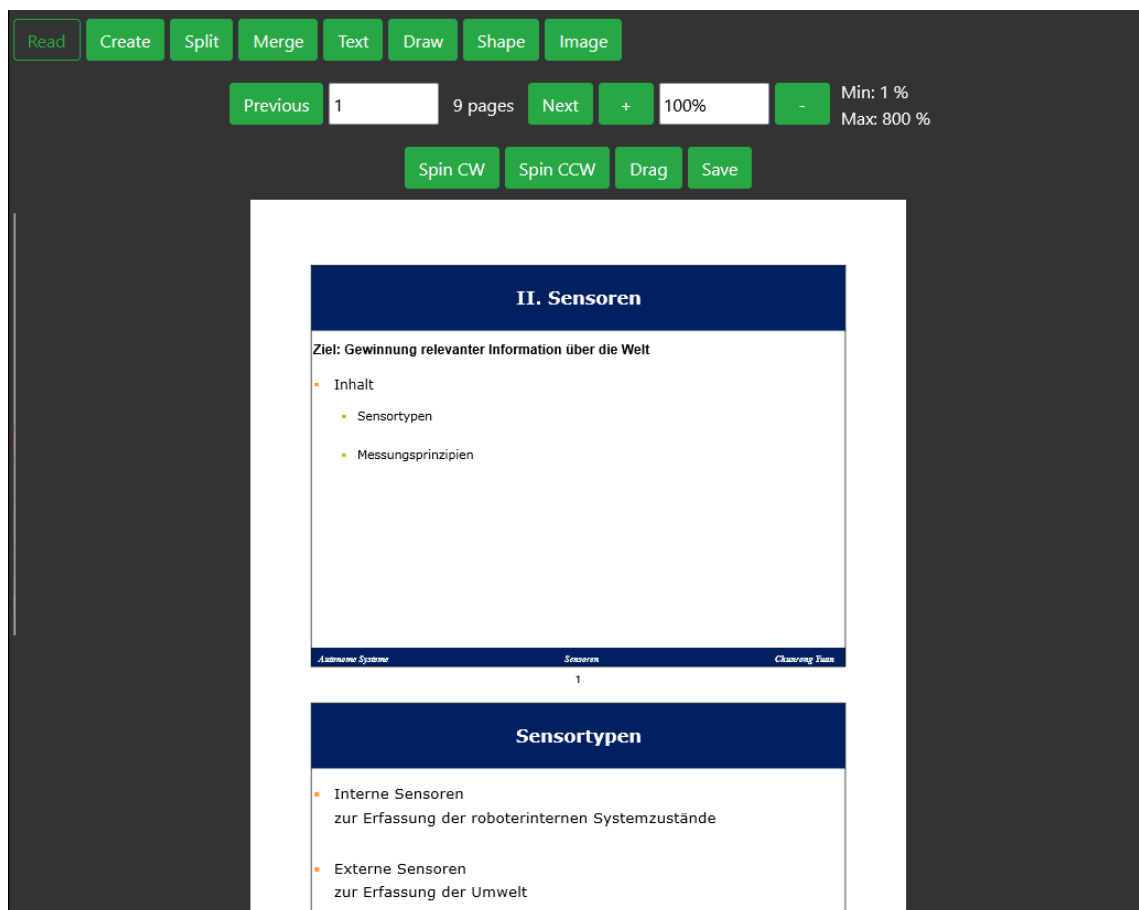 Read Create Split Merge Text Draw Shape Image
Previous 1 9 pages Next + 100% - Min: 1 %
Max: 800 %
Spin CW Spin CCW Drag Save
II. Sensoren
Ziel: Gewinnung relevanter Information über die Welt
Inhalt
Sensortypen
Messungsprinzipien
Autonome Systeme Sensoren Chunrong Yuan
1
Sensortypen
Interne Sensoren
zur Erfassung der roboterinternen Systemzustände
Externe Sensoren
zur Erfassung der Umwelt